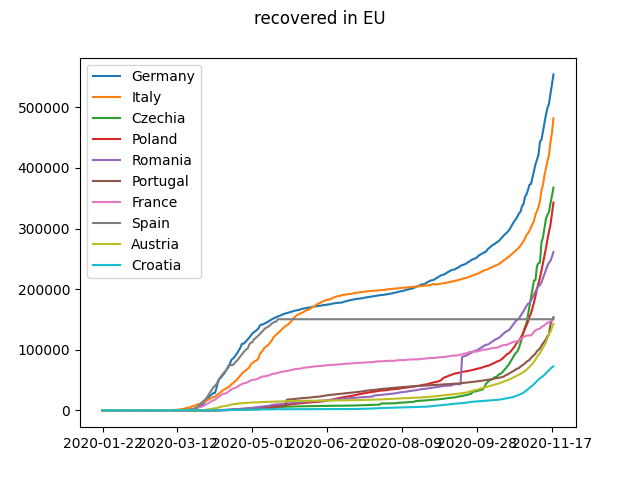 recovered in EU
Germany
Italy
Czechia
Poland
Romania
Portugal
France
Spain
Austria
Croatia
500000
400000
300000
200000
100000
0
2020-01-22 2020-03-12 2020-05-01 2020-06-20 2020-08-09 2020-09-28 2020-11-17